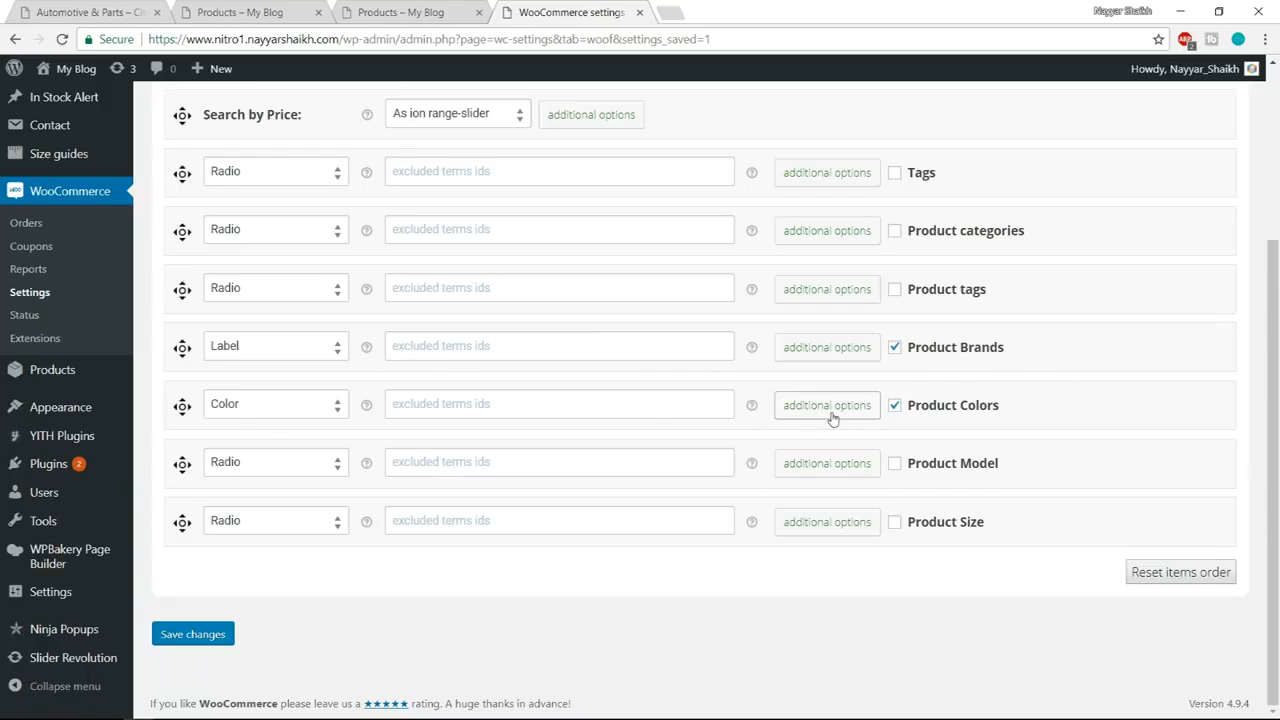 Automotive & Parts – Cit
Products – My Blog
Products – My Blog
WooCommerce settings
Nayyar Shaikh
Secure
https://www.nitro1.nayyarshaikh.com/wp-admin/admin.php?page=wc-settings&tab=woof&settings_saved=1
My Blog
3
0
New
Howdy, Nayyar_Shaikh
In Stock Alert
Contact
Size guides
WooCommerce
Orders
Coupons
Reports
Settings
Status
Extensions
Products
Appearance
YITH Plugins
Plugins 2
Users
Tools
WPBakery Page
Builder
Settings
Ninja Popups
Slider Revolution
Collapse menu
Search by Price: As ion range-slider additional options
Radio excluded terms ids additional options Tags
Radio excluded terms ids additional options Product categories
Radio excluded terms ids additional options Product tags
Label excluded terms ids additional options Product Brands
Color excluded terms ids additional options Product Colors
Radio excluded terms ids additional options Product Model
Radio excluded terms ids additional options Product Size
Reset items order
Save changes
If you like WooCommerce please leave us a ★★★★★ rating. A huge thanks in advance!
Version 4.9.4